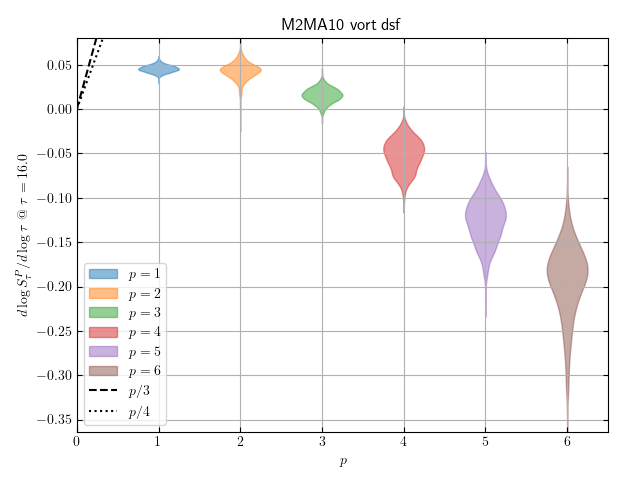 M2MA10 vort dsf
d log S_τ^P / d log τ @ τ = 16.0
0.05
0.00
−0.05
−0.10
−0.15
−0.20
−0.25
−0.30
−0.35
p = 1
p = 2
p = 3
p = 4
p = 5
p = 6
p/3
p/4
0 1 2 3 4 5 6
p